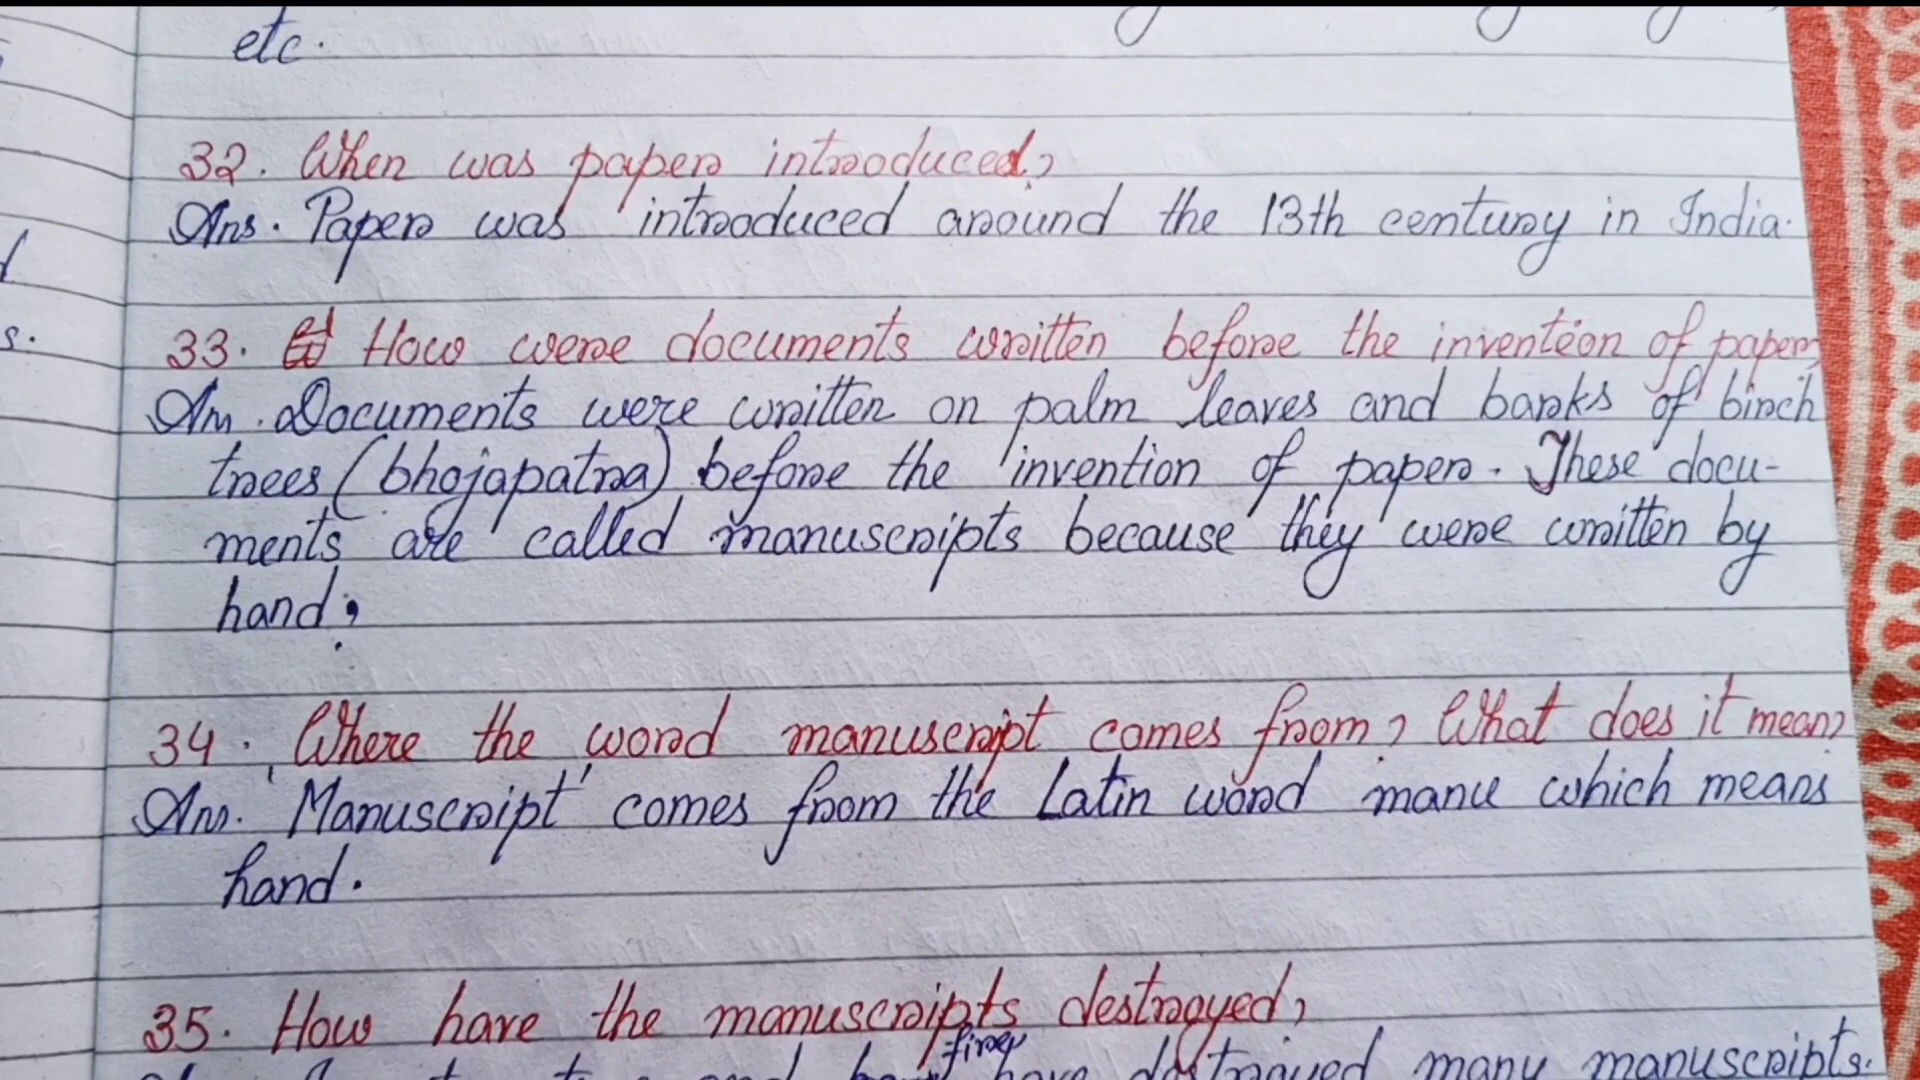 etc.
32. When was paper introduced?
Ans. Paper was introduced around the 13th century in India.
33. How were documents written before the invention of paper?
An. Documents were written on palm leaves and barks of birch
trees (bhojapatra) before the invention of paper. These docu-
ments are called manuscripts because they were written by
hand.
34. Where the word manuscript comes from? What does it mean?
Ans. 'Manuscript' comes from the Latin word manu which means
hand.
35. How have the manuscripts destroyed?
fire
have destroyed many manuscripts.
s.